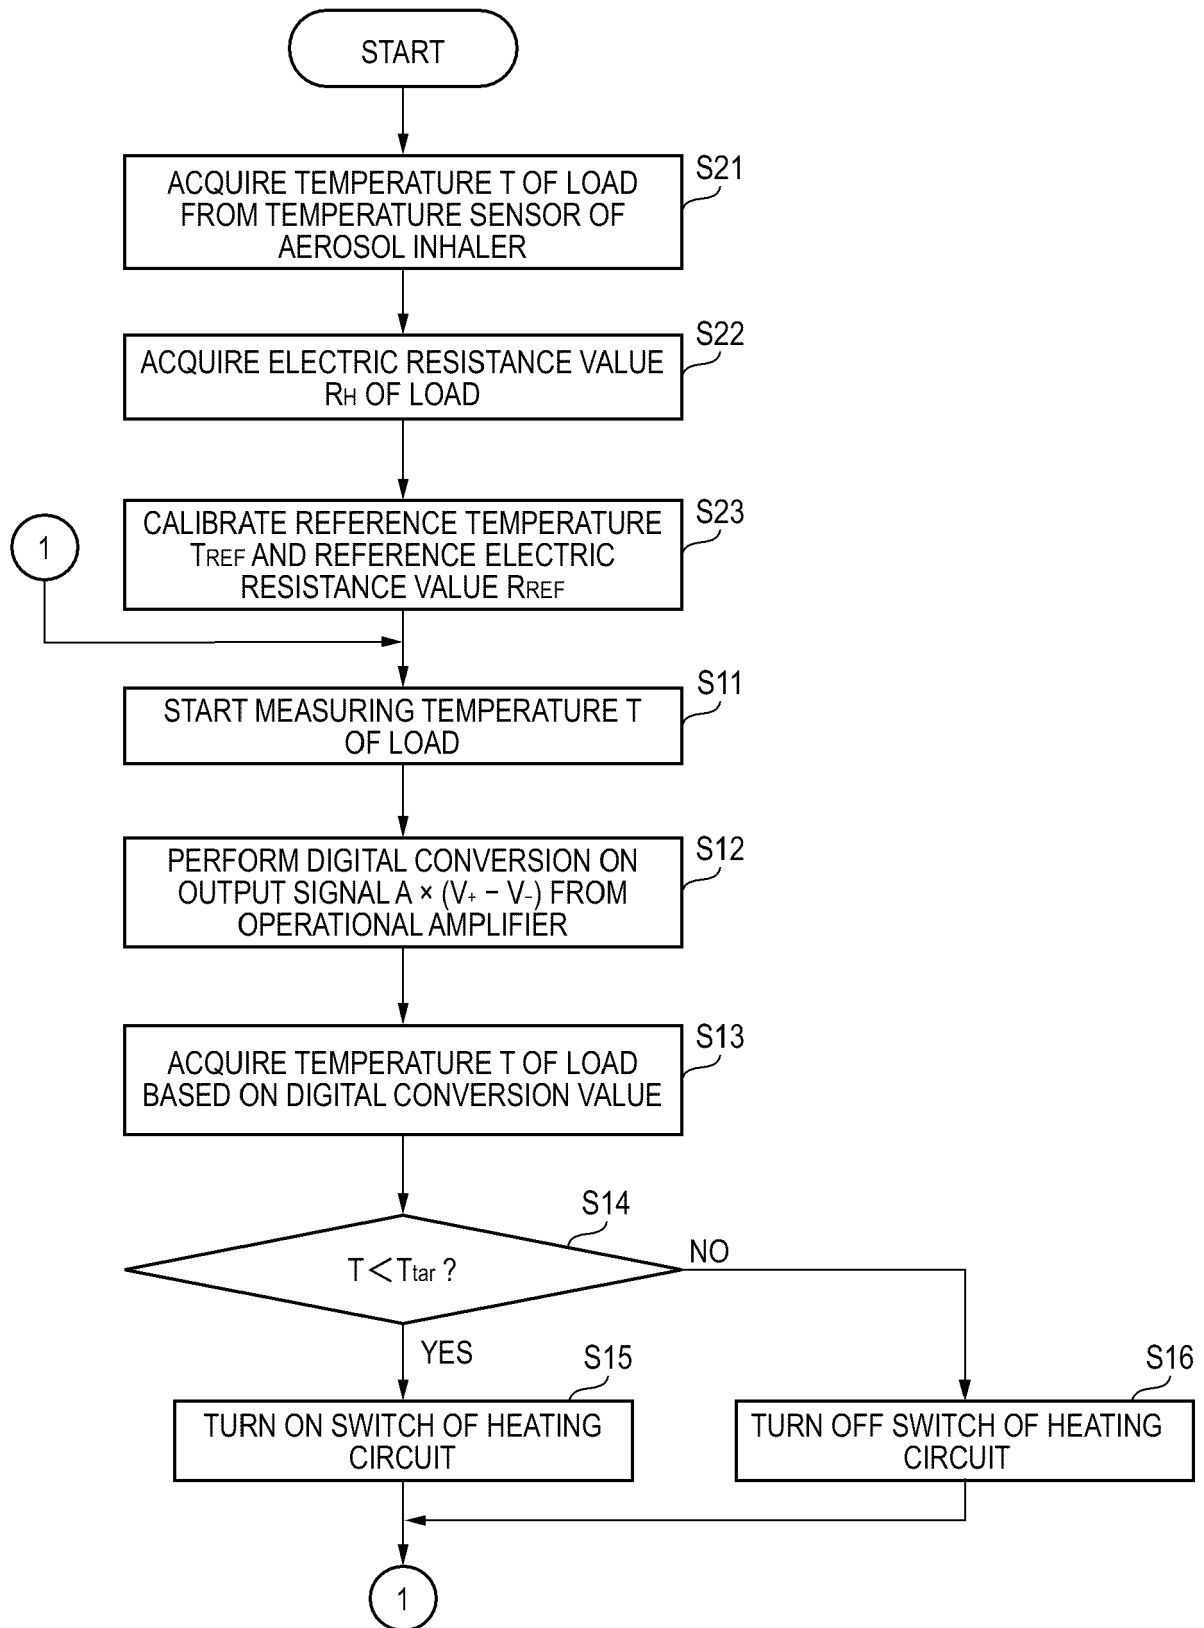 START
S21
ACQUIRE TEMPERATURE T OF LOAD
FROM TEMPERATURE SENSOR OF
AEROSOL INHALER
S22
ACQUIRE ELECTRIC RESISTANCE VALUE
RH OF LOAD
S23
CALIBRATE REFERENCE TEMPERATURE
TREF AND REFERENCE ELECTRIC
RESISTANCE VALUE RREF
1
S11
START MEASURING TEMPERATURE T
OF LOAD
S12
PERFORM DIGITAL CONVERSION ON
OUTPUT SIGNAL A × (V+ − V−) FROM
OPERATIONAL AMPLIFIER
S13
ACQUIRE TEMPERATURE T OF LOAD
BASED ON DIGITAL CONVERSION VALUE
S14
T<Ttar ?
NO
YES
S15
TURN ON SWITCH OF HEATING
CIRCUIT
S16
TURN OFF SWITCH OF HEATING
CIRCUIT
1